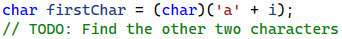 char firstChar = (char)('a' + i);
// TODO: Find the other two characters